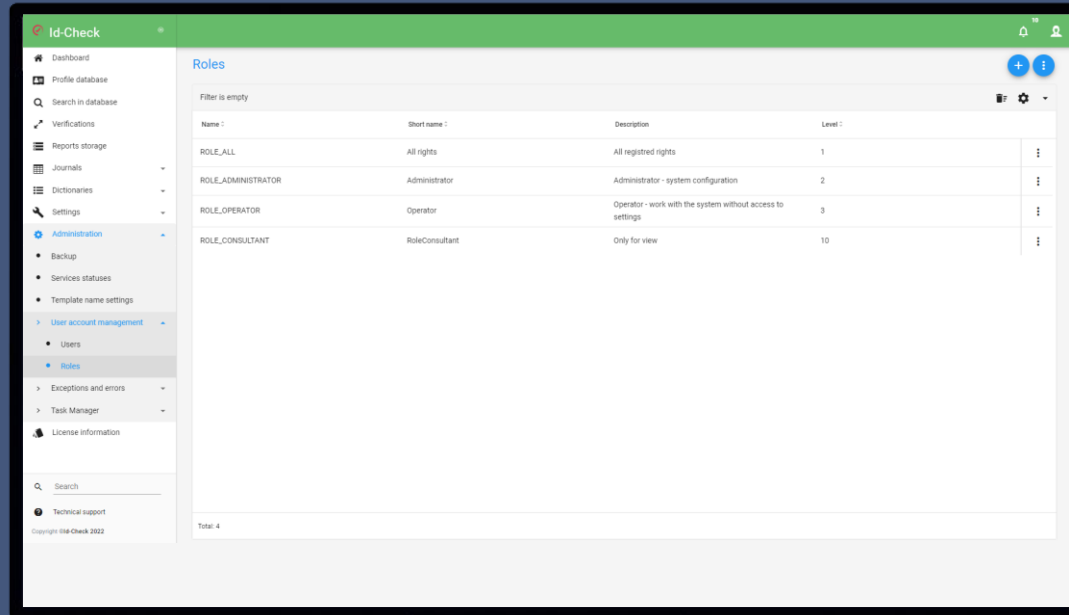 Id-Check
10
Dashboard
Profile database
Search in database
Verifications
Reports storage
Journals
Dictionaries
Settings
Administration
Backup
Services statuses
Template name settings
User account management
Users
Roles
Exceptions and errors
Task Manager
License information
Search
Technical support
Copyright ©Id-Check 2022
Roles
Filter is empty
Name Short name Description Level
ROLE_ALL All rights All registred rights 1
ROLE_ADMINISTRATOR Administrator Administrator - system configuration 2
ROLE_OPERATOR Operator Operator - work with the system without access to settings 3
ROLE_CONSULTANT RoleConsultant Only for view 10
Total: 4